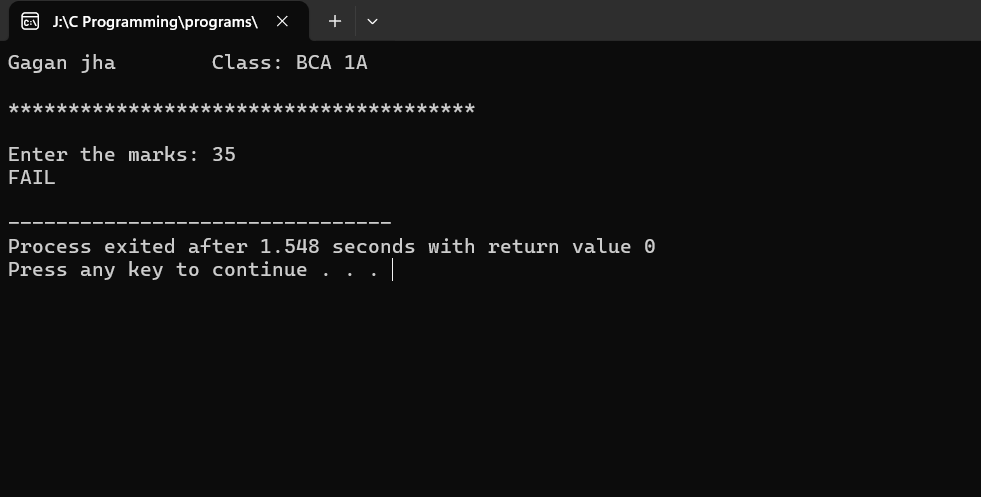 J:\C Programming\programs\
Gagan jha        Class: BCA 1A
***************************************
Enter the marks: 35
FAIL
--------------------------------
Process exited after 1.548 seconds with return value 0
Press any key to continue . . .